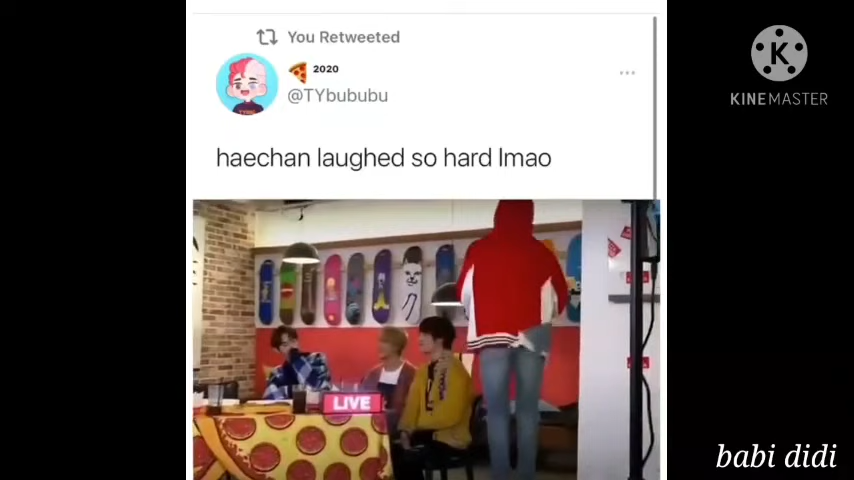 You Retweeted
2020
@TYbububu
haechan laughed so hard lmao
LIVE
KINEMASTER
babi didi